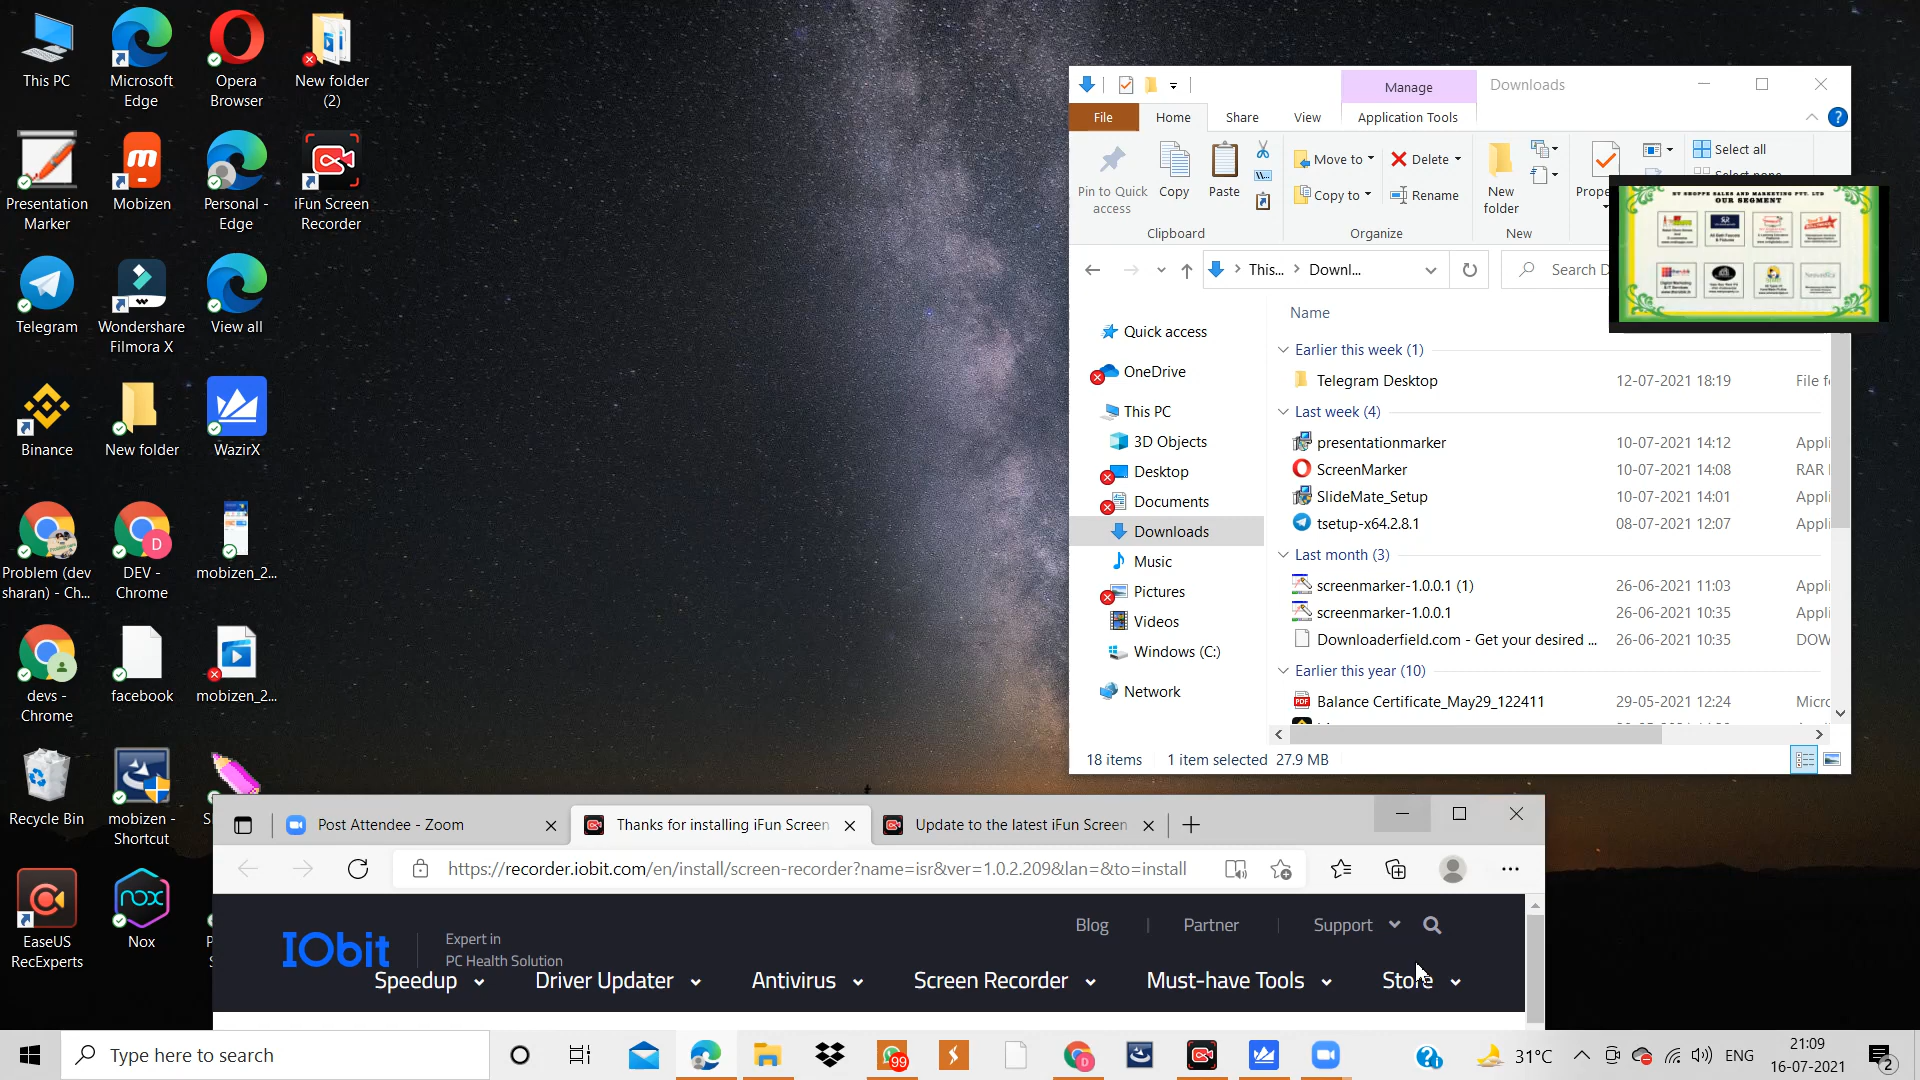 This PC
Microsoft
Edge
Opera
Browser
New folder
(2)
Presentation
Marker
Mobizen
Personal -
Edge
iFun Screen
Recorder
Telegram
Wondershare
Filmora X
View all
Binance
New folder
WazirX
Problem (dev
sharan) - Ch...
DEV -
Chrome
mobizen_2...
devs -
Chrome
facebook
mobizen_2...
Recycle Bin
mobizen -
Shortcut
EaseUS
RecExperts
Nox
Manage
Downloads
File
Home
Share
View
Application Tools
Pin to Quick
access
Copy
Paste
Move to
Copy to
Delete
Rename
New
folder
Select all
Clipboard
Organize
New
This...
Downl...
Search D
OUR SEGMENT
Name
Quick access
OneDrive
This PC
3D Objects
Desktop
Documents
Downloads
Music
Pictures
Videos
Windows (C:)
Network
Earlier this week (1)
Telegram Desktop 12-07-2021 18:19
Last week (4)
presentationmarker 10-07-2021 14:12 Appli
ScreenMarker 10-07-2021 14:08 RAR
SlideMate_Setup 10-07-2021 14:01 Appli
tsetup-x64.2.8.1 08-07-2021 12:07 Appli
Last month (3)
screenmarker-1.0.0.1 (1) 26-06-2021 11:03 Appli
screenmarker-1.0.0.1 26-06-2021 10:35 Appli
Downloaderfield.com - Get your desired ... 26-06-2021 10:35 DOW
Earlier this year (10)
Balance Certificate_May29_122411 29-05-2021 12:24 Micro
18 items
1 item selected 27.9 MB
Post Attendee - Zoom
Thanks for installing iFun Screen
Update to the latest iFun Screen
https://recorder.iobit.com/en/install/screen-recorder?name=isr&ver=1.0.2.209&lan=&to=install
Blog
Partner
Support
IObit
Expert in
PC Health Solution
Speedup
Driver Updater
Antivirus
Screen Recorder
Must-have Tools
Store
Type here to search
99
31°C
ENG
21:09
16-07-2021
2